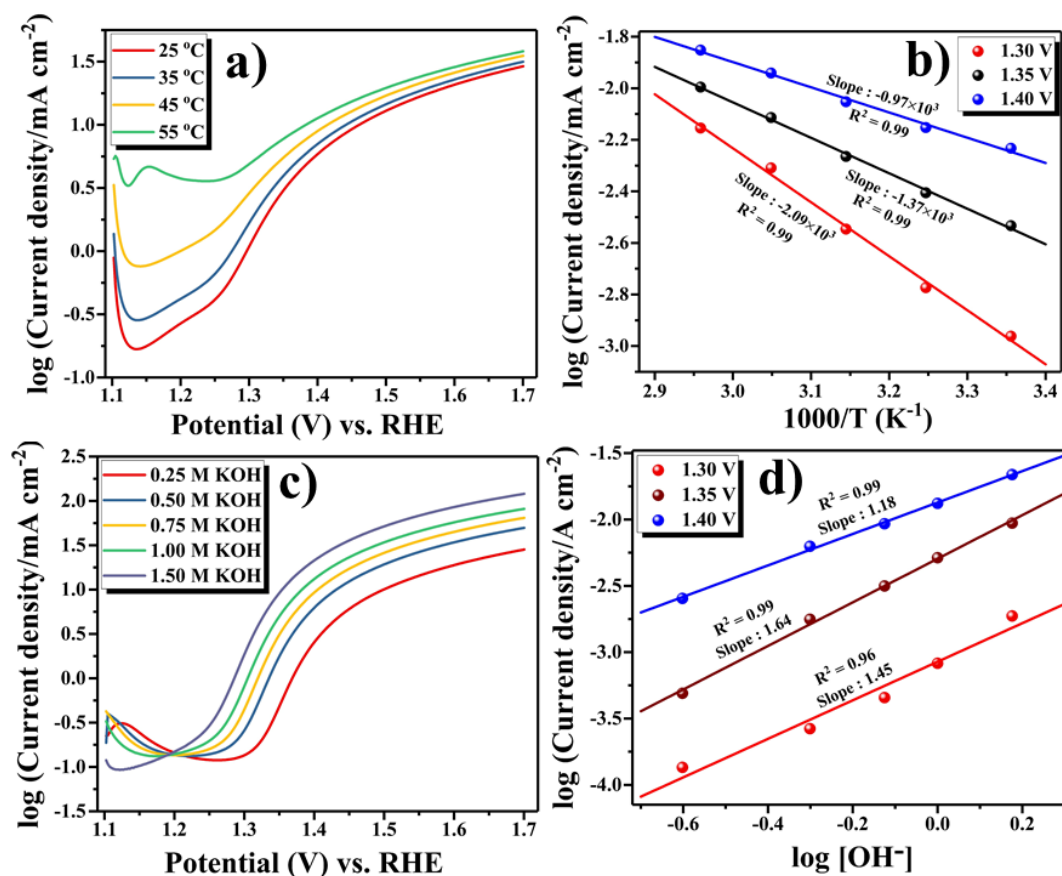 a)
25 °C
35 °C
45 °C
55 °C
1.5
1.0
0.5
0.0
-0.5
-1.0
log (Current density/mA cm⁻²)
1.1 1.2 1.3 1.4 1.5 1.6 1.7
Potential (V) vs. RHE
b)
1.30 V
1.35 V
1.40 V
Slope : -0.97×10³
R² = 0.99
Slope : -1.37×10³
R² = 0.99
Slope : -2.09×10³
R² = 0.99
-1.8
-2.0
-2.2
-2.4
-2.6
-3.0
log (Current density/mA cm⁻²)
2.9 3.0 3.1 3.2 3.3 3.4
1000/T (K⁻¹)
c)
0.25 M KOH
0.50 M KOH
0.75 M KOH
1.00 M KOH
1.50 M KOH
2.5
2.0
1.5
1.0
0.5
0.0
-0.5
-1.0
-1.5
log (Current density/mA cm⁻²)
1.1 1.2 1.3 1.4 1.5 1.6 1.7
Potential (V) vs. RHE
d)
1.30 V
1.35 V
1.40 V
R² = 0.99
Slope : 1.18
R² = 0.99
Slope : 1.64
R² = 0.96
Slope : 1.45
-1.5
-2.0
-2.5
-3.0
-3.5
-4.0
log (Current density/A cm⁻²)
-0.6 -0.4 -0.2 0.0 0.2
log [OH⁻]